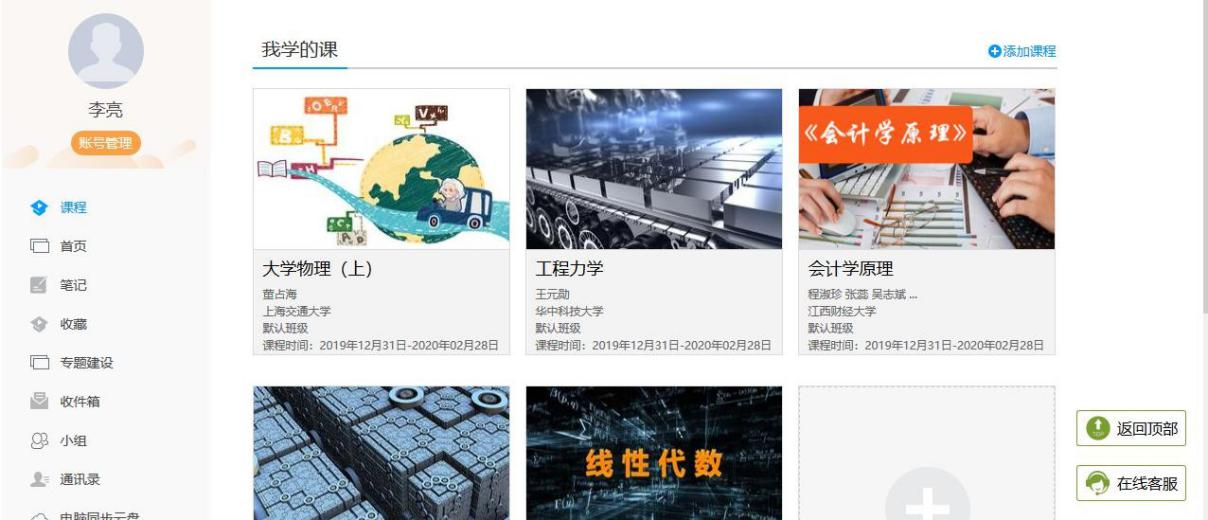 李亮
账号管理
课程
首页
笔记
收藏
专题建设
收件箱
小组
通讯录
电脑同步云盘
我学的课
添加课程
大学物理（上）
董占海
上海交通大学
默认班级
课程时间：2019年12月31日-2020年02月28日
工程力学
王元勋
华中科技大学
默认班级
课程时间：2019年12月31日-2020年02月28日
《会计学原理》
会计学原理
程淑珍 张蕊 吴志斌 ...
江西财经大学
默认班级
课程时间：2019年12月31日-2020年02月28日
线性代数
TOP
返回顶部
在线客服